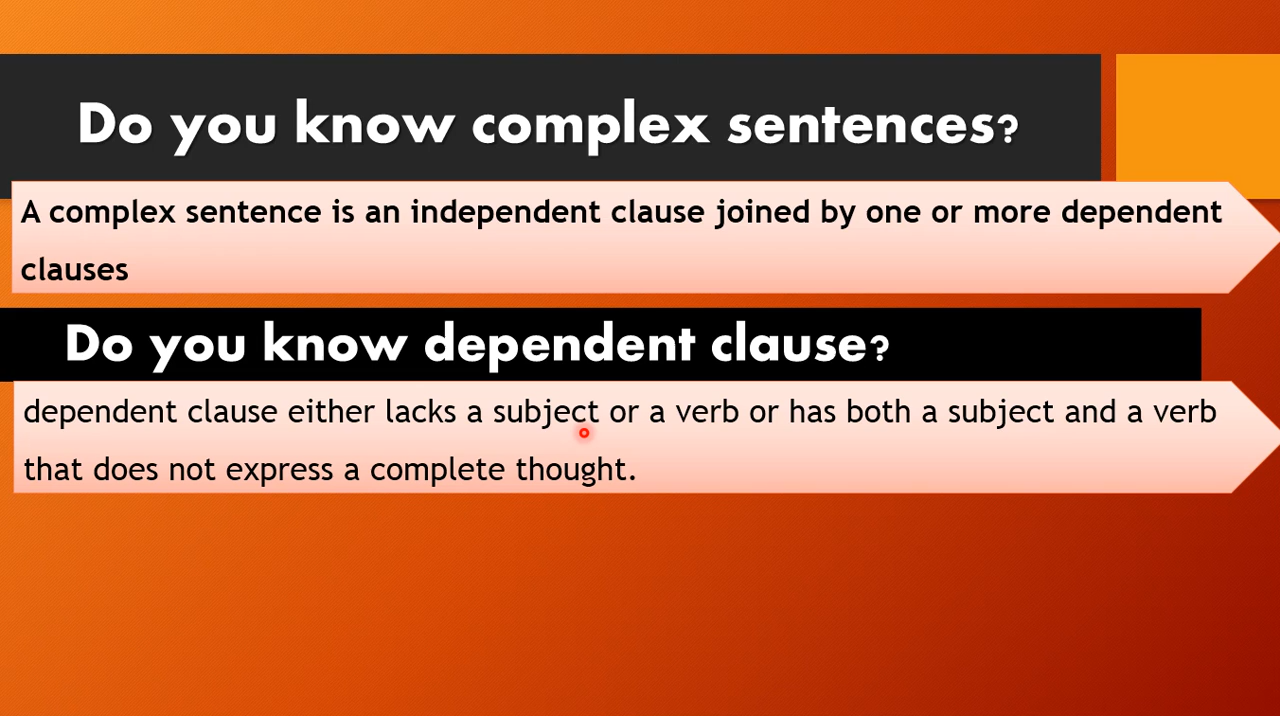 Do you know complex sentences?
A complex sentence is an independent clause joined by one or more dependent
clauses
Do you know dependent clause?
dependent clause either lacks a subject or a verb or has both a subject and a verb
that does not express a complete thought.